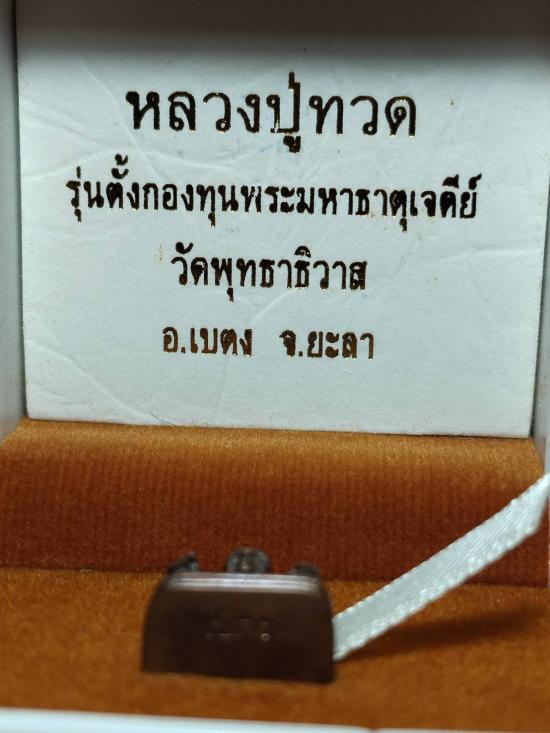 หลวงปู่ทวด
รุ่นตั้งกองทุนพระมหาธาตุเจดีย์
วัดพุทธาธิวาส
อ.เบตง จ.ยะลา